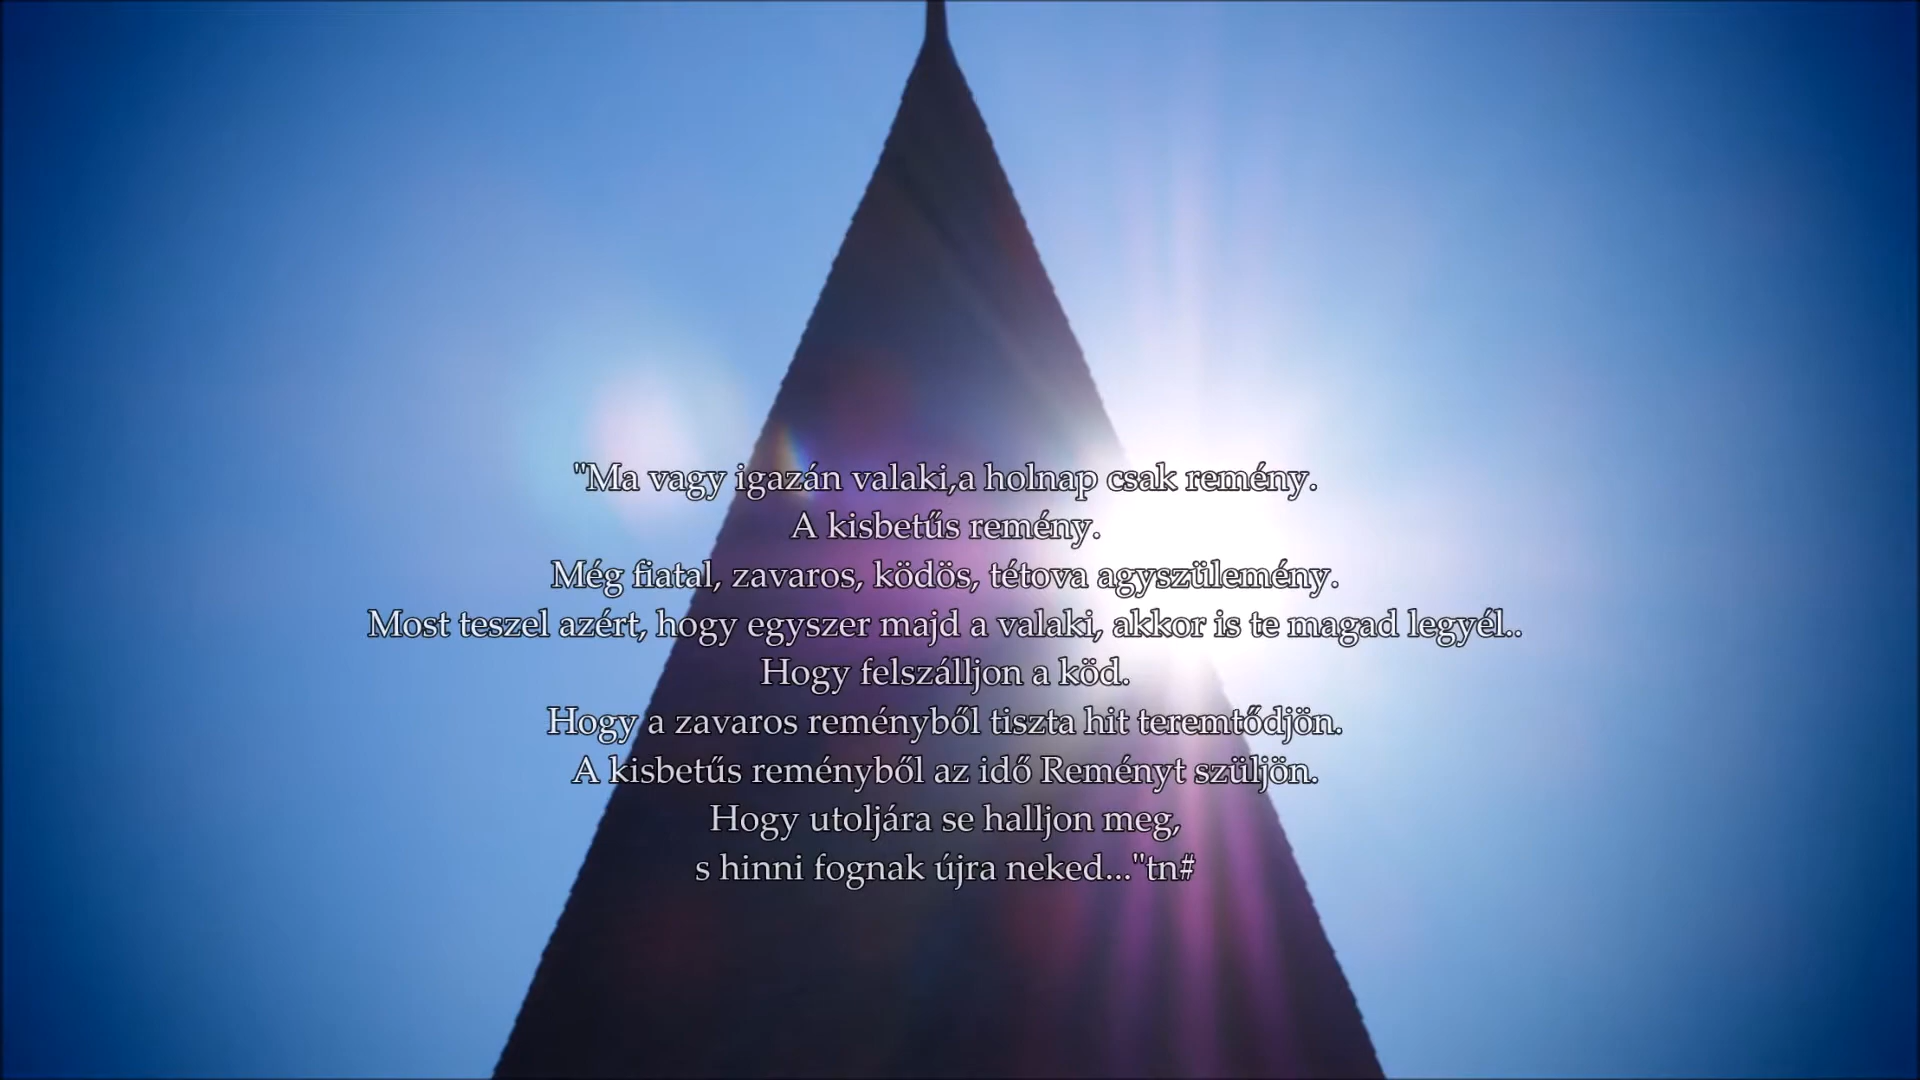 "Ma vagy igazán valaki,a holnap csak remény.
A kisbetűs remény.
Még fiatal, zavaros, ködös, tétova agyszülemény.
Most teszel azért, hogy egyszer majd a valaki, akkor is te magad legyél..
Hogy felszálljon a köd.
Hogy a zavaros reményből tiszta hit teremtődjön.
A kisbetűs reményből az idő Reményt szüljön.
Hogy utoljára se halljon meg,
s hinni fognak újra neked..."tn#